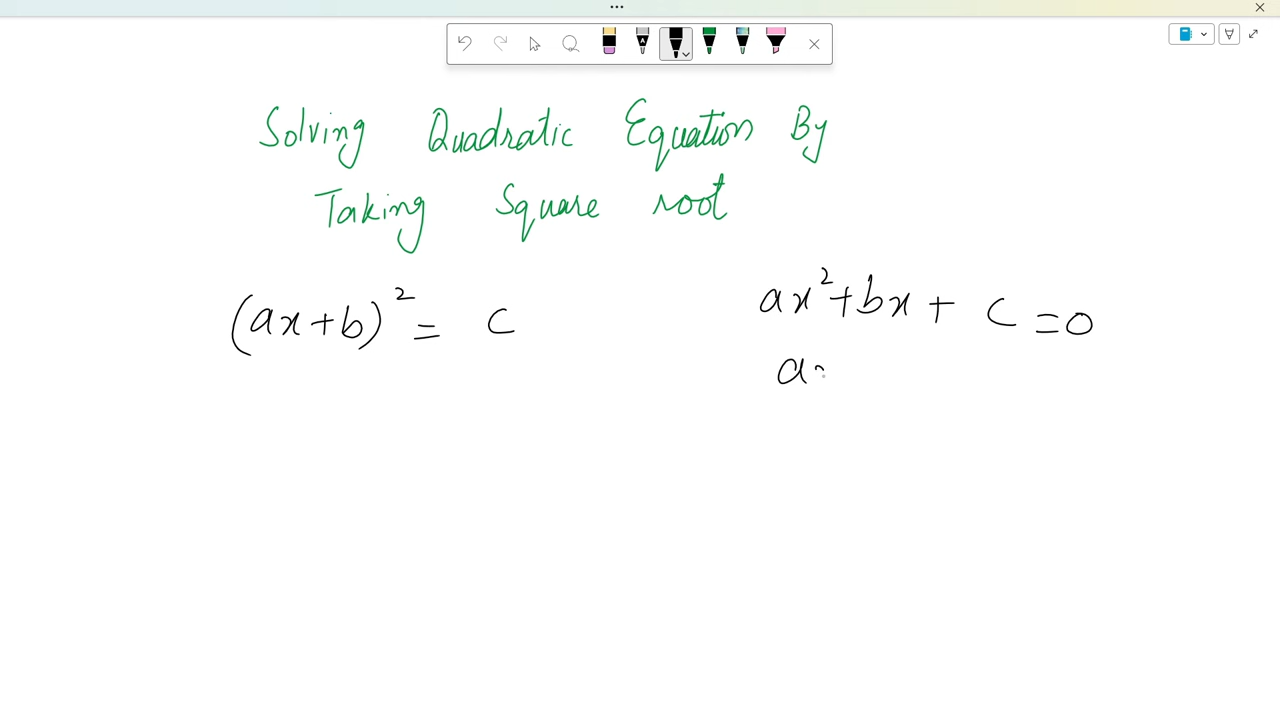 Solving Quadratic Equation By
Taking Square root
(ax+b)² = c
ax²+bx + c =0
a